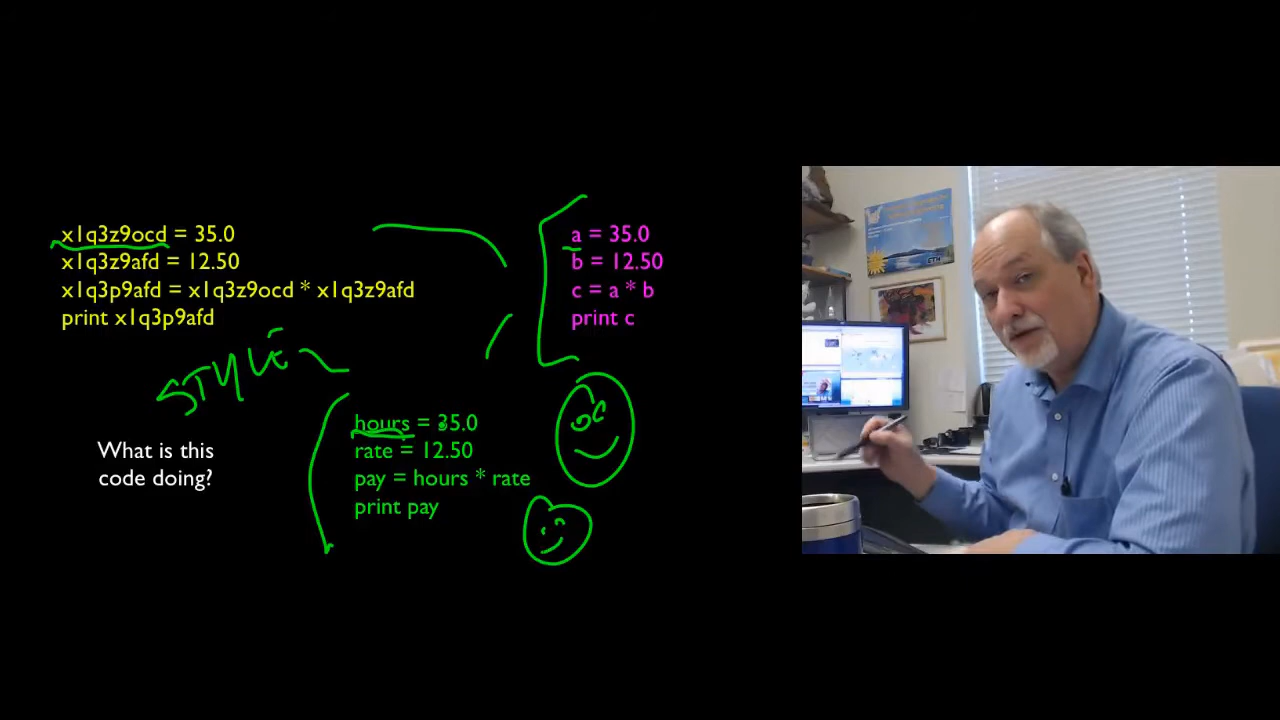 x1q3z9ocd = 35.0
x1q3z9afd = 12.50
x1q3p9afd = x1q3z9ocd * x1q3z9afd
print x1q3p9afd
a = 35.0
b = 12.50
c = a * b
print c
STYLE
What is this
code doing?
hours = 35.0
rate = 12.50
pay = hours * rate
print pay